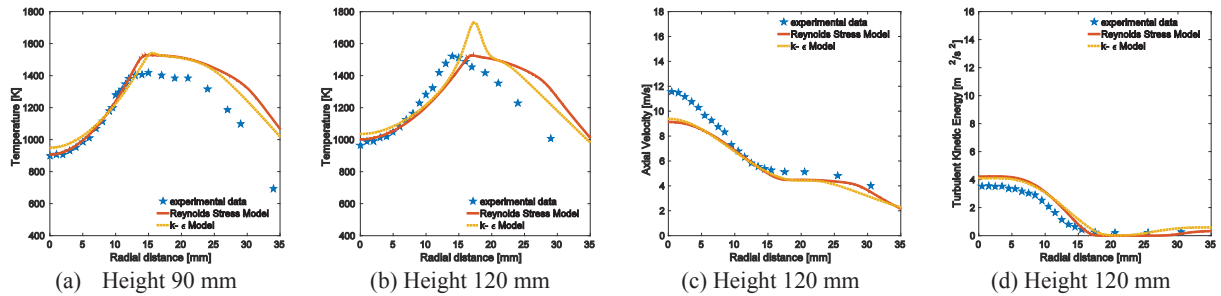 1800
1600
1400
1200
1000
800
600
400
Temperature [K]
experimental data
Reynolds Stress Model
k- ϵ Model
0 5 10 15 20 25 30 35
Radial distance [mm]
(a) Height 90 mm
1800
1600
1400
1200
1000
800
600
400
Temperature [K]
experimental data
Reynolds Stress Model
k- ϵ Model
0 5 10 15 20 25 30 35
Radial distance [mm]
(b) Height 120 mm
18
16
14
12
10
8
6
4
2
0
Axial Velocity [m/s]
experimental data
Reynolds Stress Model
k- ϵ Model
0 5 10 15 20 25 30 35
Radial distance [mm]
(c) Height 120 mm
16
14
12
10
8
6
4
2
0
Turbulent Kinetic Energy [m²/s²]
experimental data
Reynolds Stress Model
k- ϵ Model
0 5 10 15 20 25 30 35
Radial distance [mm]
(d) Height 120 mm